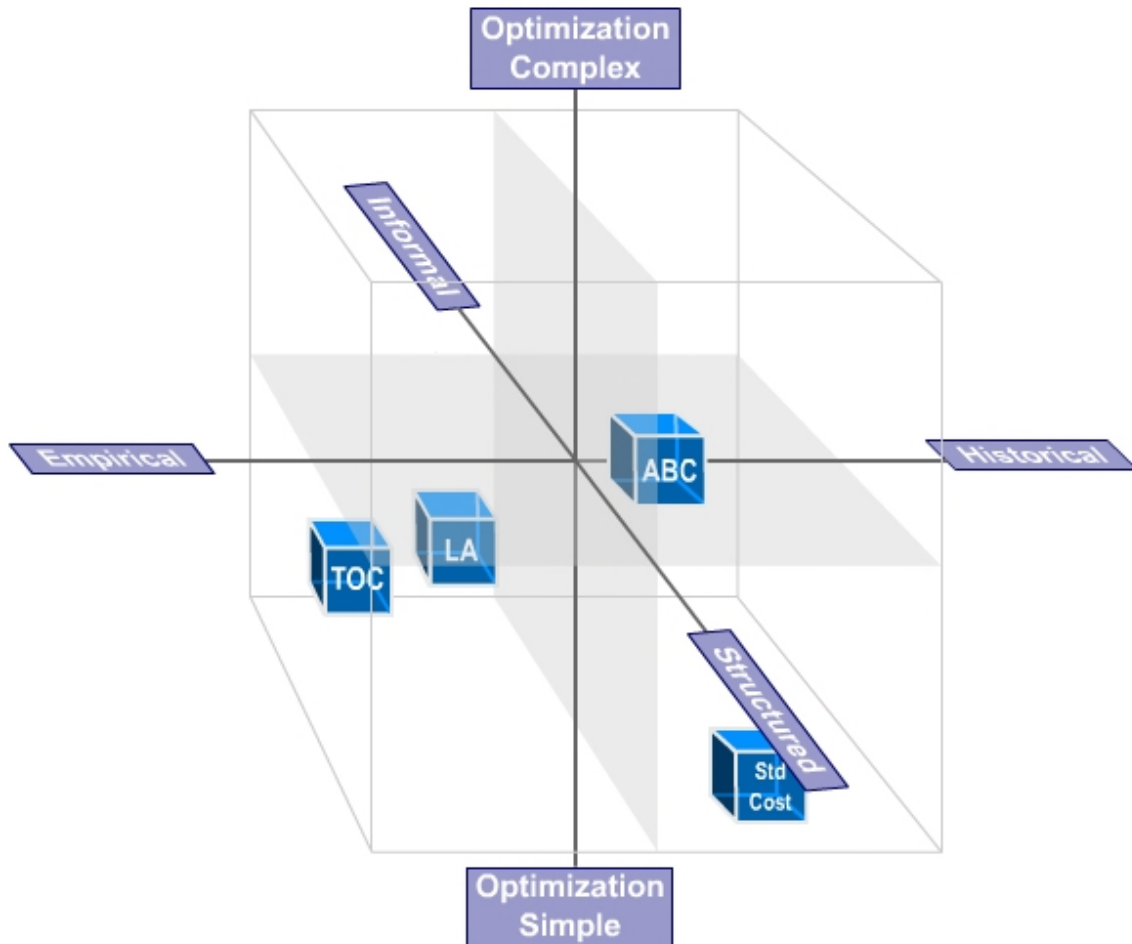 Optimization
Complex
Informal
Empirical
ABC
Historical
LA
TOC
Structured
Std
Cost
Optimization
Simple